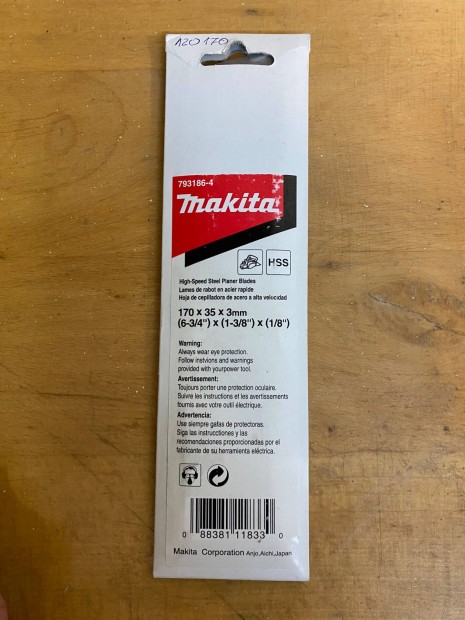 120170
793186-4
makita
HSS
High-Speed Steel Planer Blades
Lames de rabot en acier rapide
Hoja de cepilladora de acero a alta velocidad
170 x 35 x 3mm
(6-3/4") x (1-3/8") x (1/8")
Warning:
Always wear eye protection.
Follow instvions and warnings
provided with yourpower tool.
Avertissement:
Toujours porter une protection oculaire.
Suivre les instructions et les avertissements
fournis avec votre outil électrique.
Advertencia:
Use siempre gafas de protectoras.
Siga las instrucctiones y las
recomendaciones proporcionadas por el
fabricante de su herramienta eléctrica.
0 88381 11833 0
Makita Corporation Anjo,Aichi,Japan